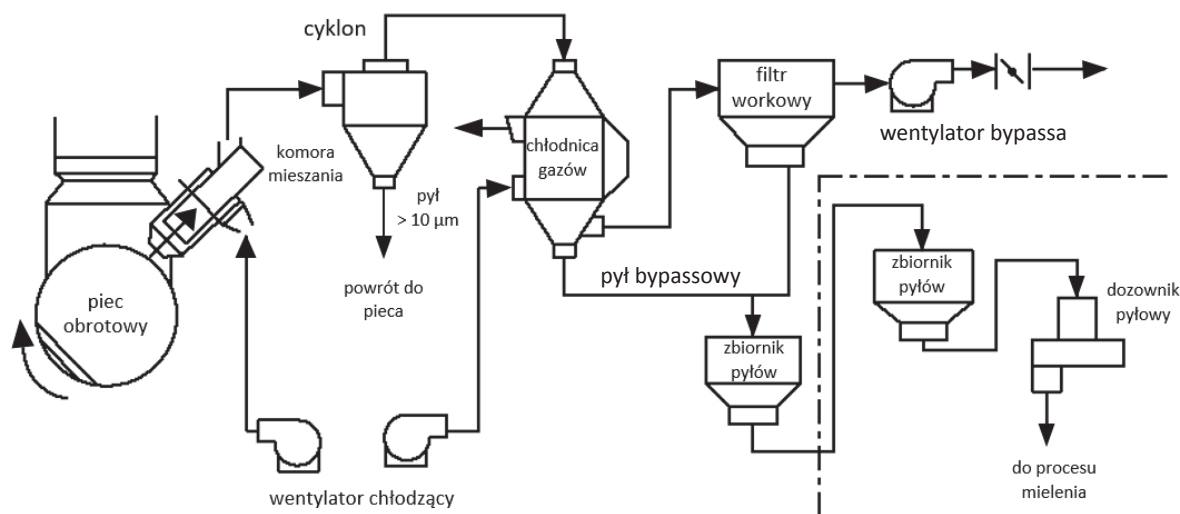 cyklon
komora
mieszania
pył
> 10 µm
powrót do
pieca
piec
obrotowy
chłodnica
gazów
filtr
workowy
wentylator bypassa
pył bypassowy
zbiornik
pyłów
zbiornik
pyłów
dozownik
pyłowy
do procesu
mielenia
wentylator chłodzący